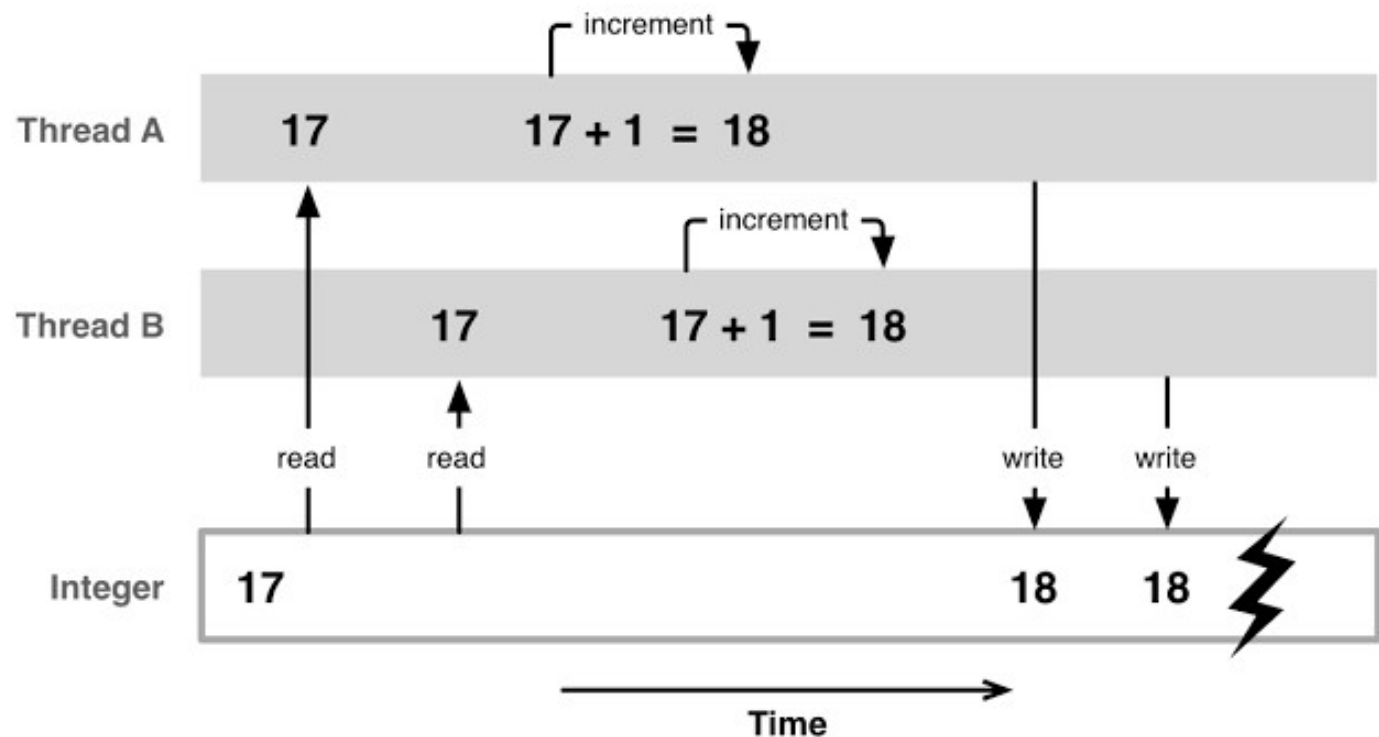 increment
Thread A 17 17 + 1 = 18
increment
Thread B 17 17 + 1 = 18
read read write write
Integer 17 18 18
Time